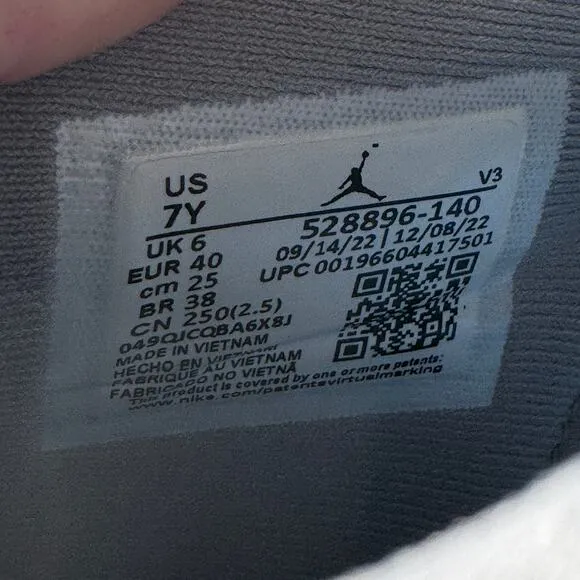 US
7Y
V3
528896-140
UK 6
09/14/22 | 12/08/22
EUR 40
UPC 00196604417501
cm 25
BR 38
CN 250(2.5)
049QJCQBA6X8J
MADE IN VIETNAM
HECHO EN VIETNAM
FABRIQUÉ AU VIETNAM
FABRICADO NO VIETNÃ
This product is covered by one or more patents:
www.nike.com/patentsvirtualmarking